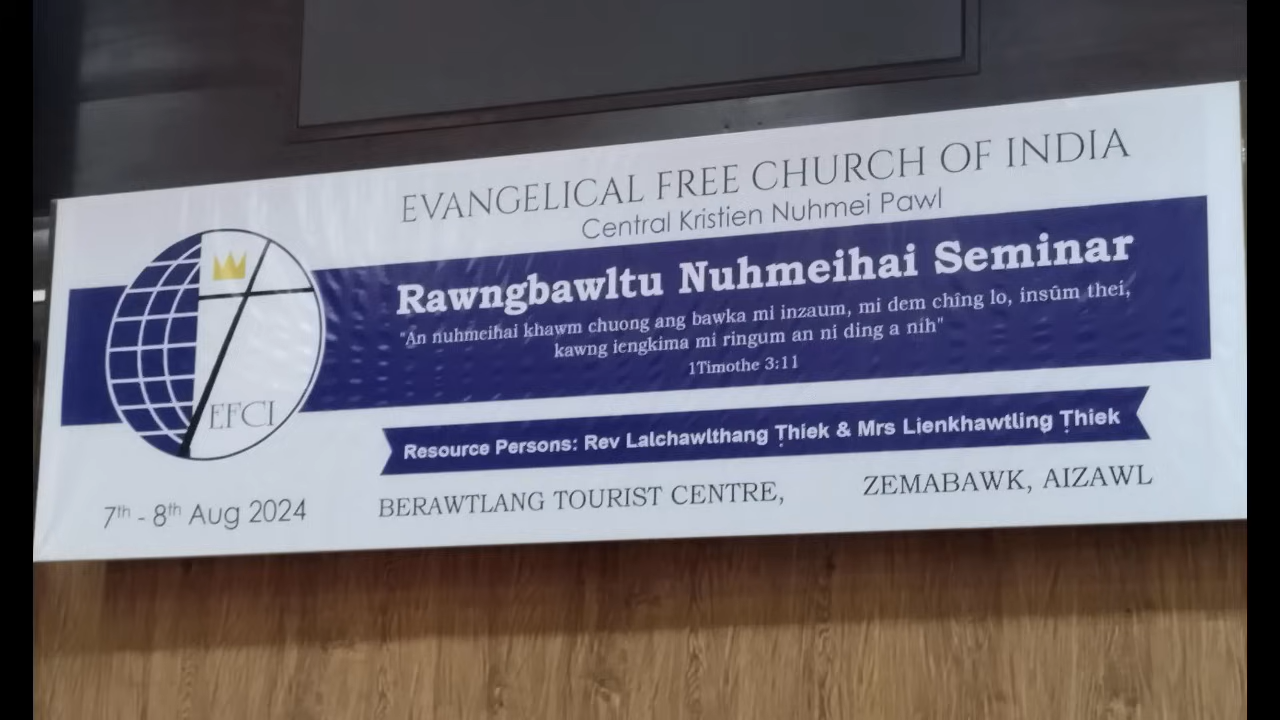 EVANGELICAL FREE CHURCH OF INDIA
Central Kristien Nuhmei Pawl
Rawngbawltu Nuhmeihai Seminar
"An nuhmeihai khawm chuong ang bawka mi inzaum, mi dem chîng lo, insûm thei,
kawng iengkima mi ringum an ni ding a nih"
1Timothe 3:11
EFCI
Resource Persons: Rev Lalchawlthang Ṭhiek & Mrs Lienkhawtling Ṭhiek
7th - 8th Aug 2024
BERAWTLANG TOURIST CENTRE, ZEMABAWK, AIZAWL